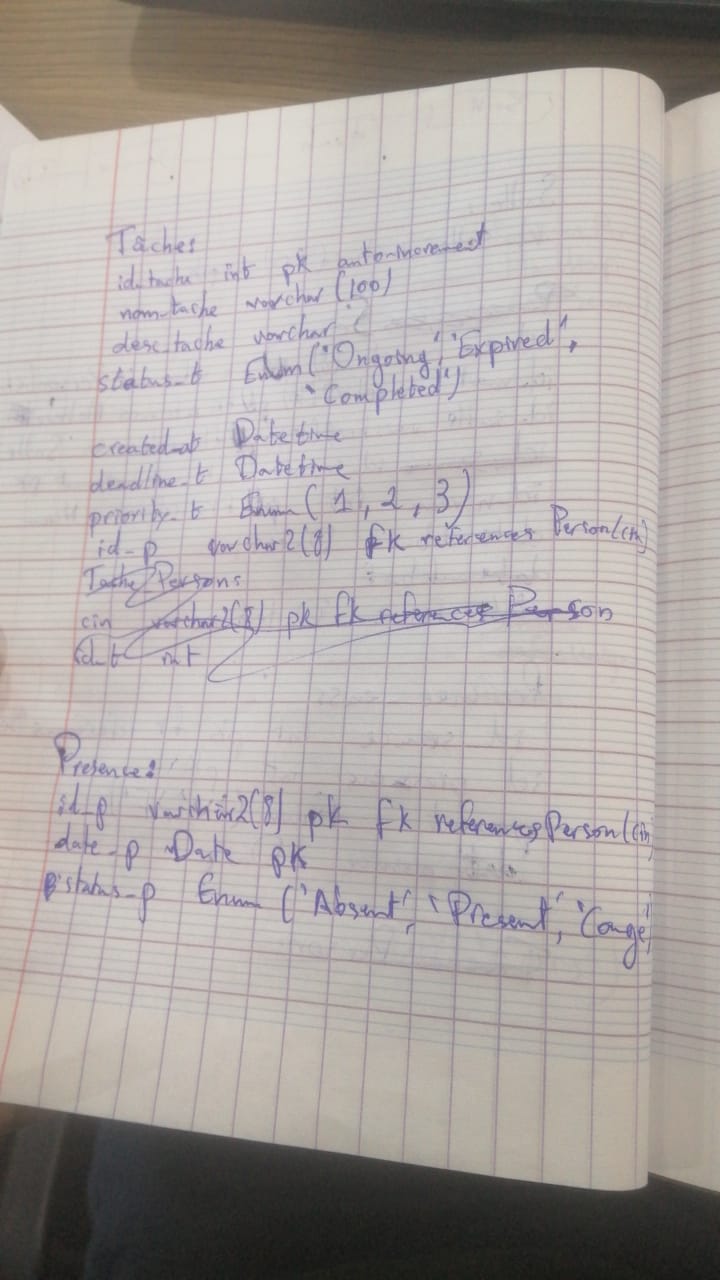 Tâches
id_tache int pk auto-increment
nom_tache varchar (100)
desc_tache varchar
status_t Enum ("Ongoing", "Expired",
"Completed")
created_at Datetime
deadline_t Datetime
priority_t Enum ( 1, 2, 3)
id_p varchar2(8) fk references Person(cin)
Tache Persons
cin varchar2(8) pk fk references Person
id_t int
Presence:
id_p varchar2(8) pk fk references Person(cin)
date_p Date pk
status_p Enum ('Absent', 'Present', 'Congé'